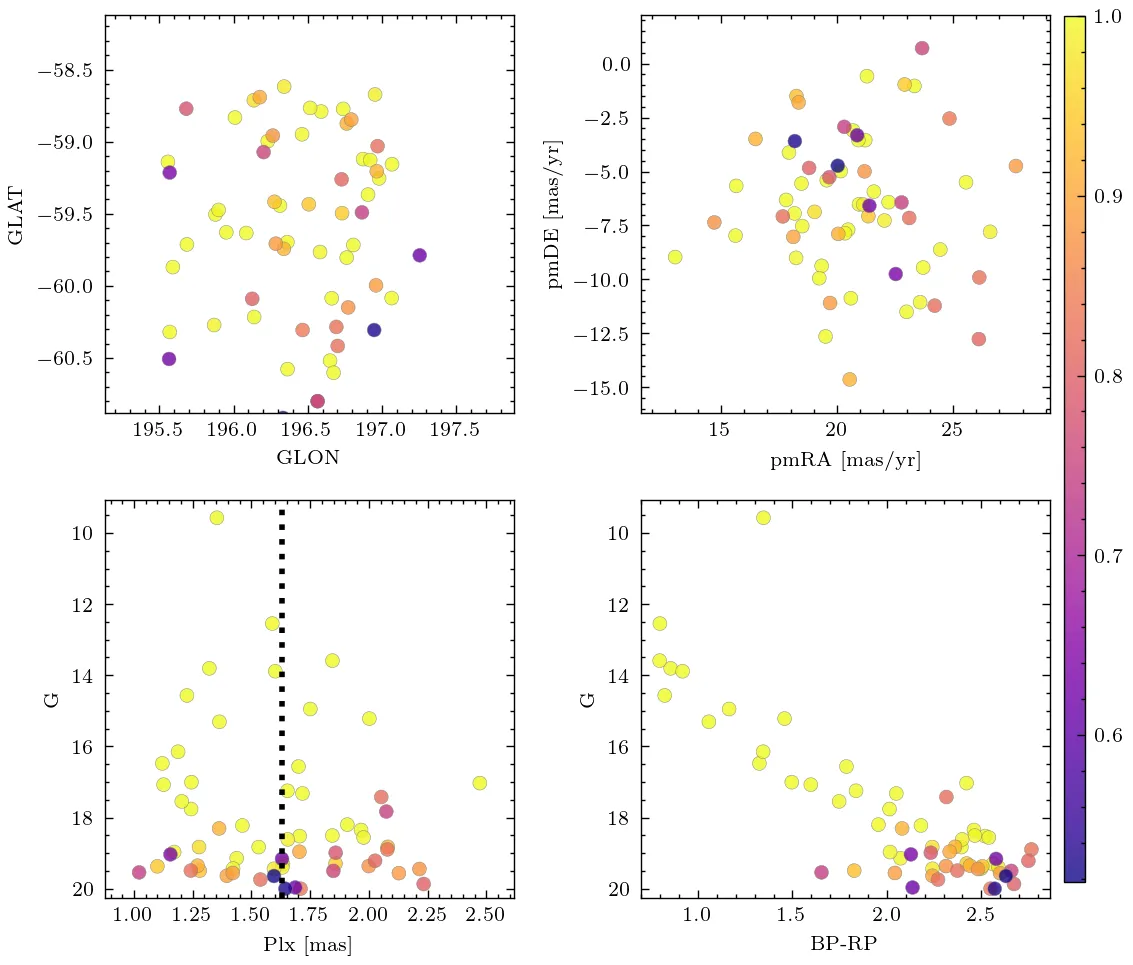 −58.5
−59.0
−59.5
−60.0
−60.5
GLAT
195.5 196.0 196.5 197.0 197.5
GLON
0.0
−2.5
−5.0
−7.5
−10.0
−12.5
−15.0
pmDE [mas/yr]
15 20 25
pmRA [mas/yr]
1.0
0.9
0.8
0.7
0.6
10
12
14
16
18
20
G
1.00 1.25 1.50 1.75 2.00 2.25 2.50
Plx [mas]
10
12
14
16
18
20
G
1.0 1.5 2.0 2.5
BP-RP